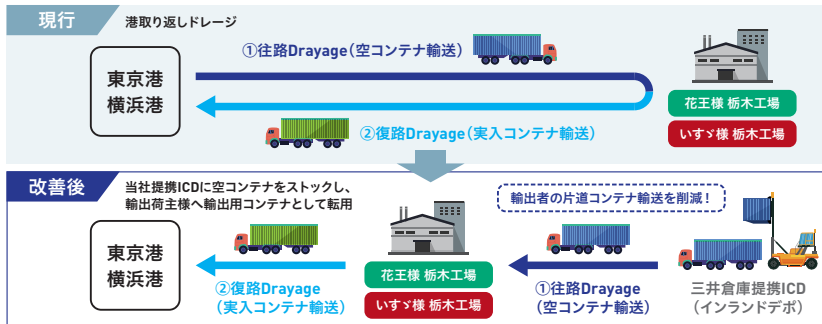 現行
港取り返しドレージ
①往路Drayage(空コンテナ輸送)
東京港
横浜港
花王様 栃木工場
いすゞ様 栃木工場
②復路Drayage(実入コンテナ輸送)
改善後
当社提携ICDに空コンテナをストックし、
輸出荷主様へ輸出用コンテナとして転用
輸出者の片道コンテナ輸送を削減！
東京港
横浜港
②復路Drayage
(実入コンテナ輸送)
花王様 栃木工場
いすゞ様 栃木工場
①往路Drayage
(空コンテナ輸送)
三井倉庫提携ICD
(インランドデポ)